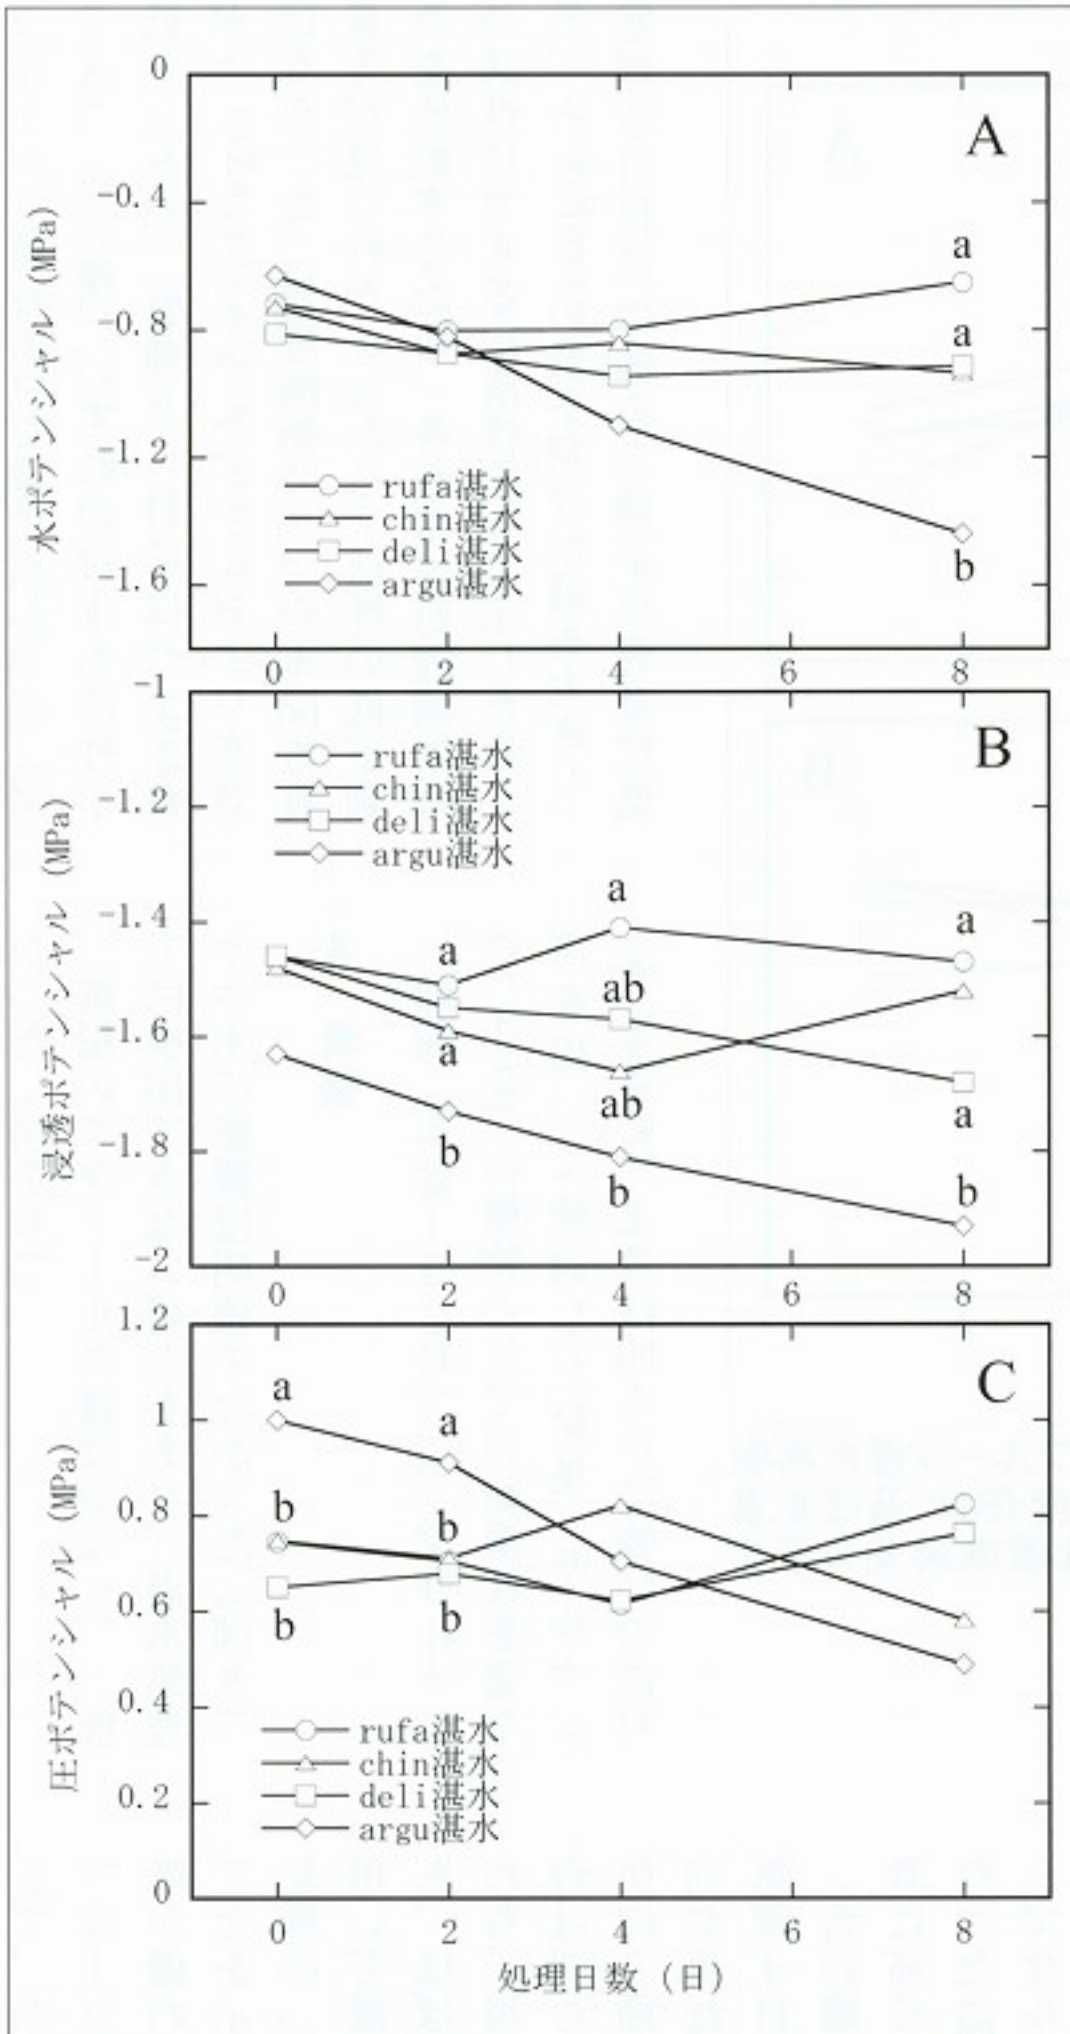 A
水ポテンシャル (MPa)
0
-0.4
-0.8
-1.2
-1.6
a
a
b
rufa湛水
chin湛水
deli湛水
argu湛水
0 2 4 6 8
B
浸透ポテンシャル (MPa)
-1
-1.2
-1.4
-1.6
-1.8
-2
rufa湛水
chin湛水
deli湛水
argu湛水
a a a
ab
a ab a
b b b
0 2 4 6 8
C
圧ポテンシャル (MPa)
1.2
1
0.8
0.6
0.4
0.2
0
a a
b b
b b
rufa湛水
chin湛水
deli湛水
argu湛水
0 2 4 6 8
処理日数 (日)